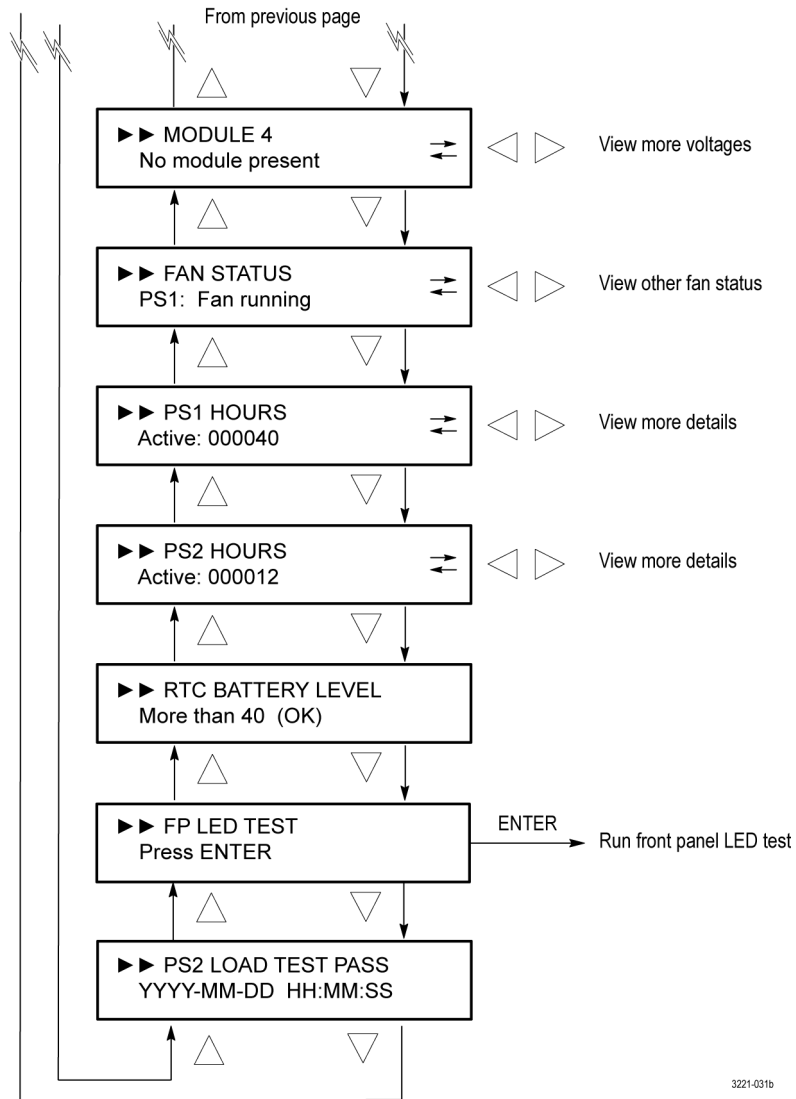 From previous page
►► MODULE 4
No module present
View more voltages
►► FAN STATUS
PS1: Fan running
View other fan status
►► PS1 HOURS
Active: 000040
View more details
►► PS2 HOURS
Active: 000012
View more details
►► RTC BATTERY LEVEL
More than 40 (OK)
►► FP LED TEST
Press ENTER
ENTER
Run front panel LED test
►► PS2 LOAD TEST PASS
YYYY-MM-DD HH:MM:SS
3221-031b